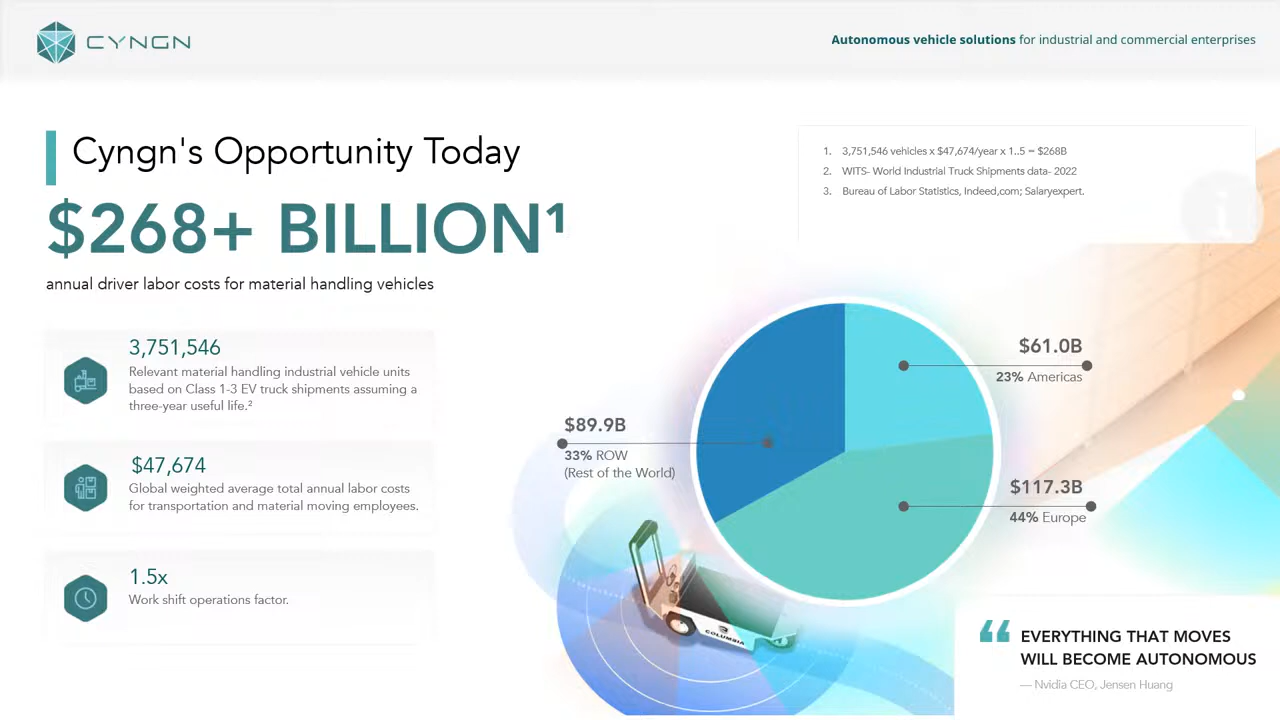 CYNGN
Autonomous vehicle solutions for industrial and commercial enterprises
Cyngn's Opportunity Today
$268+ BILLION¹
annual driver labor costs for material handling vehicles
3,751,546
Relevant material handling industrial vehicle units
based on Class 1-3 EV truck shipments assuming a
three-year useful life.²
$47,674
Global weighted average total annual labor costs
for transportation and material moving employees.
1.5x
Work shift operations factor.
1. 3,751,546 vehicles x $47,674/year x 1..5 = $268B
2. WITS- World Industrial Truck Shipments data- 2022
3. Bureau of Labor Statistics, Indeed,com; Salaryexpert.
$61.0B
23% Americas
$89.9B
33% ROW
(Rest of the World)
$117.3B
44% Europe
COLUMBIA
“ EVERYTHING THAT MOVES
WILL BECOME AUTONOMOUS
— Nvidia CEO, Jensen Huang